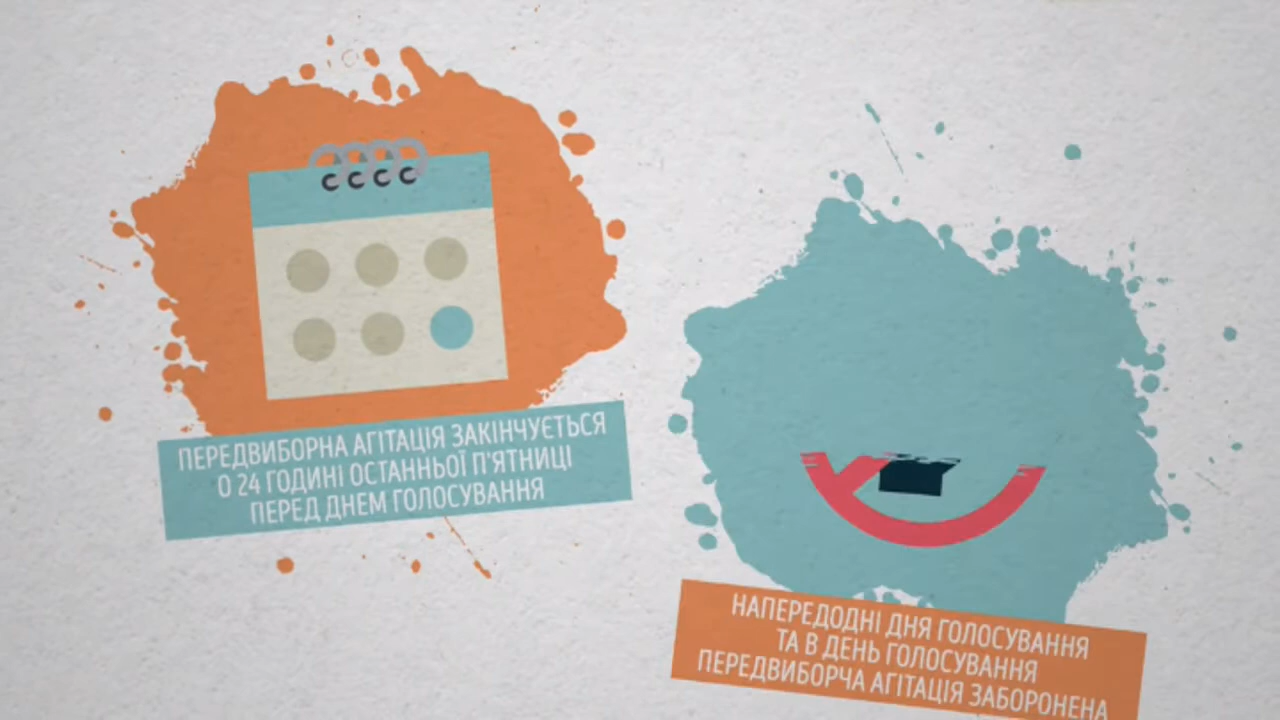 ПЕРЕДВИБОРНА АГІТАЦІЯ ЗАКІНЧУЄТЬСЯ
О 24 ГОДИНІ ОСТАННЬОЇ П'ЯТНИЦІ
ПЕРЕД ДНЕМ ГОЛОСУВАННЯ
НАПЕРЕДОДНІ ДНЯ ГОЛОСУВАННЯ
ТА В ДЕНЬ ГОЛОСУВАННЯ
ПЕРЕДВИБОРЧА АГІТАЦІЯ ЗАБОРОНЕНА